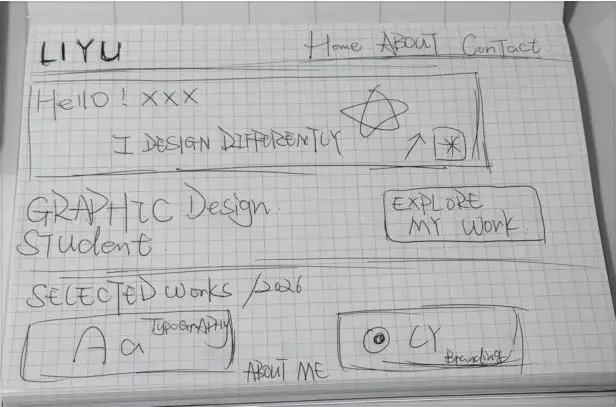 LIYU Home ABOUT Contact
Hello! XXX
I DESIGN DIFFERENTLY
GRAPHIC Design
Student
EXPLORE
MY Work
SELECTED Works /2026
Aa TYPOGRAPHY
LY Branding
ABOUT ME